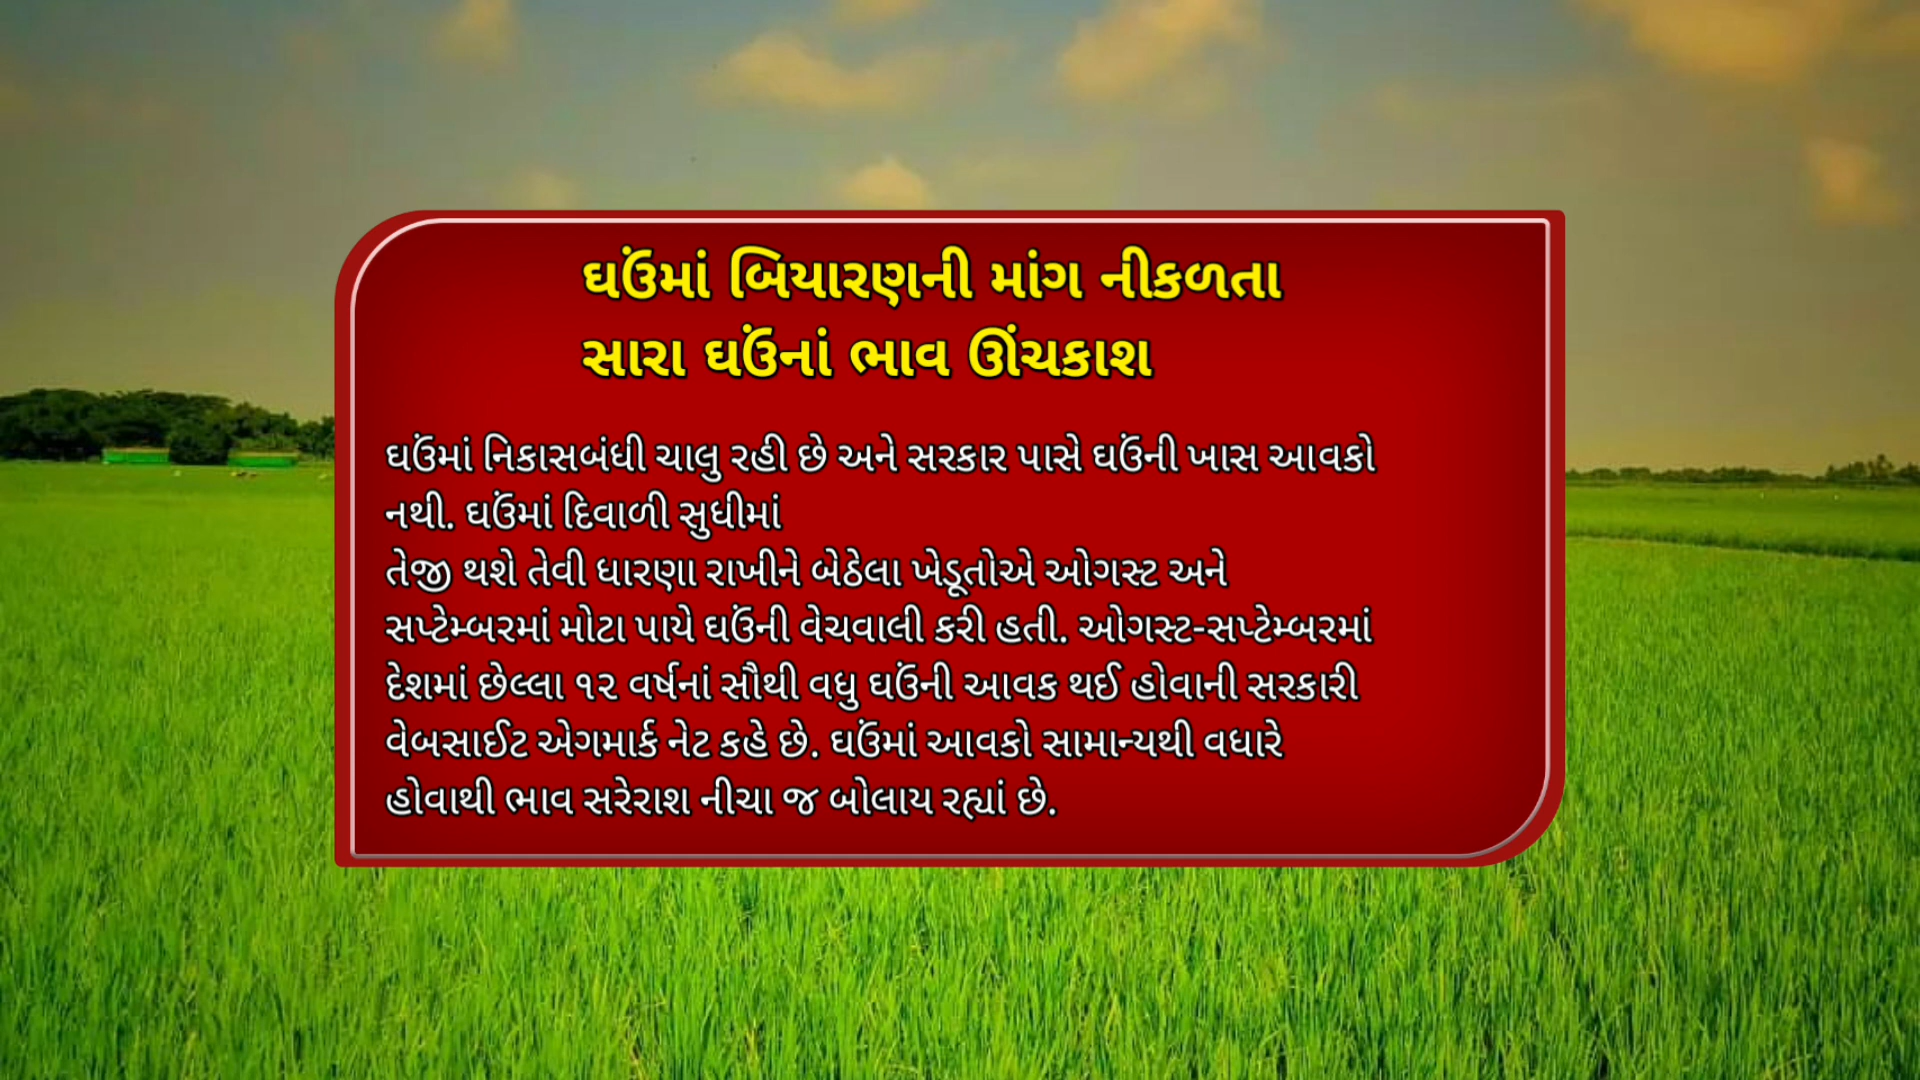 ઘઉંમાં બિયારણની માંગ નીકળતા
સારા ઘઉંનાં ભાવ ઊંચકાશ
ઘઉંમાં નિકાસબંધી ચાલુ રહી છે અને સરકાર પાસે ઘઉંની ખાસ આવકો
નથી. ઘઉંમાં દિવાળી સુધીમાં
તેજી થશે તેવી ધારણા રાખીને બેઠેલા ખેડૂતોએ ઓગસ્ટ અને
સપ્ટેમ્બરમાં મોટા પાયે ઘઉંની વેચવાલી કરી હતી. ઓગસ્ટ-સપ્ટેમ્બરમાં
દેશમાં છેલ્લા ૧૨ વર્ષનાં સૌથી વધુ ઘઉંની આવક થઈ હોવાની સરકારી
વેબસાઈટ એગમાર્ક નેટ કહે છે. ઘઉંમાં આવકો સામાન્યથી વધારે
હોવાથી ભાવ સરેરાશ નીચા જ બોલાય રહ્યાં છે.